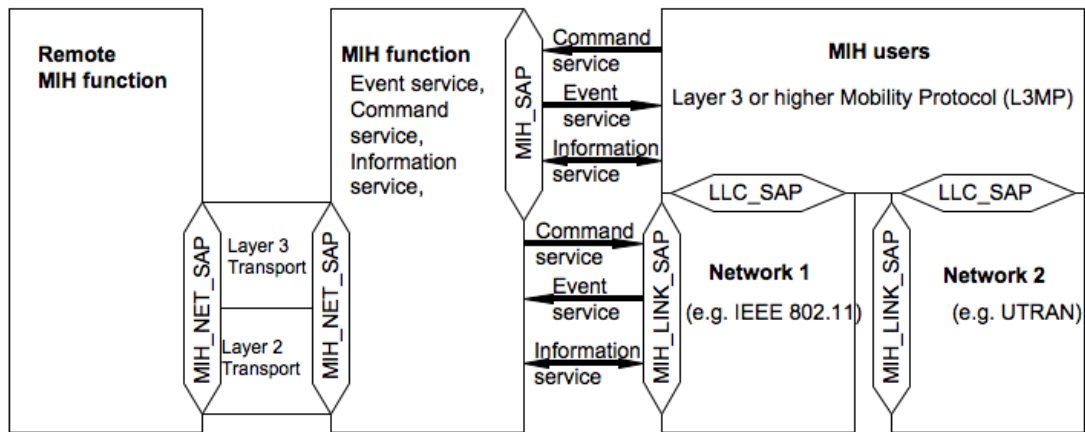 Remote
MIH function
MIH function
Event service,
Command
service,
Information
service,
MIH_SAP
Command
service
Event
service
Information
service
MIH users
Layer 3 or higher Mobility Protocol (L3MP)
LLC_SAP
LLC_SAP
MIH_NET_SAP
Layer 3
Transport
Layer 2
Transport
MIH_NET_SAP
Command
service
Event
service
Information
service
MIH_LINK_SAP
Network 1
(e.g. IEEE 802.11)
MIH_LINK_SAP
Network 2
(e.g. UTRAN)